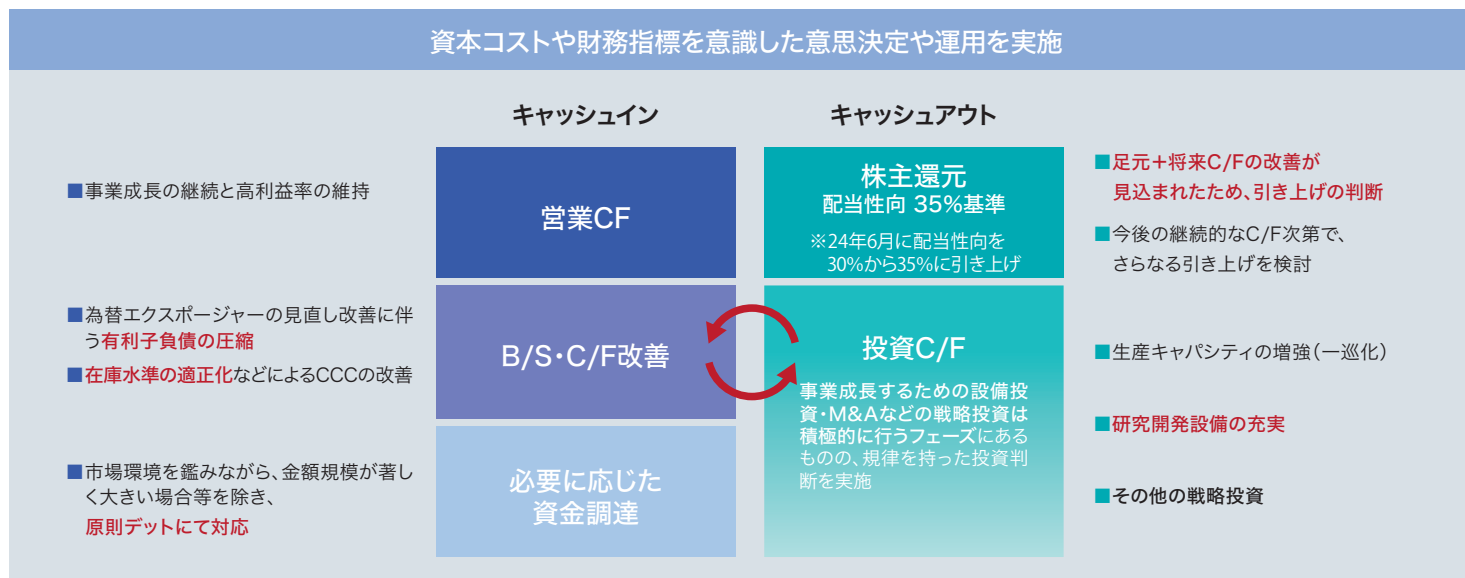 資本コストや財務指標を意識した意思決定や運用を実施
キャッシュイン
キャッシュアウト
■事業成長の継続と高利益率の維持
営業CF
株主還元
配当性向 35%基準
※24年6月に配当性向を
30%から35%に引き上げ
■足元＋将来C/Fの改善が
見込まれたため、引き上げの判断
■今後の継続的なC/F次第で、
さらなる引き上げを検討
■為替エクスポージャーの見直し改善に伴
う有利子負債の圧縮
■在庫水準の適正化などによるCCCの改善
B/S・C/F改善
投資C/F
事業成長するための設備投
資・M&Aなどの戦略投資は
積極的に行うフェーズにある
ものの、規律を持った投資判
断を実施
■生産キャパシティの増強（一巡化）
■研究開発設備の充実
■その他の戦略投資
■市場環境を鑑みながら、金額規模が著し
く大きい場合等を除き、
原則デットにて対応
必要に応じた
資金調達